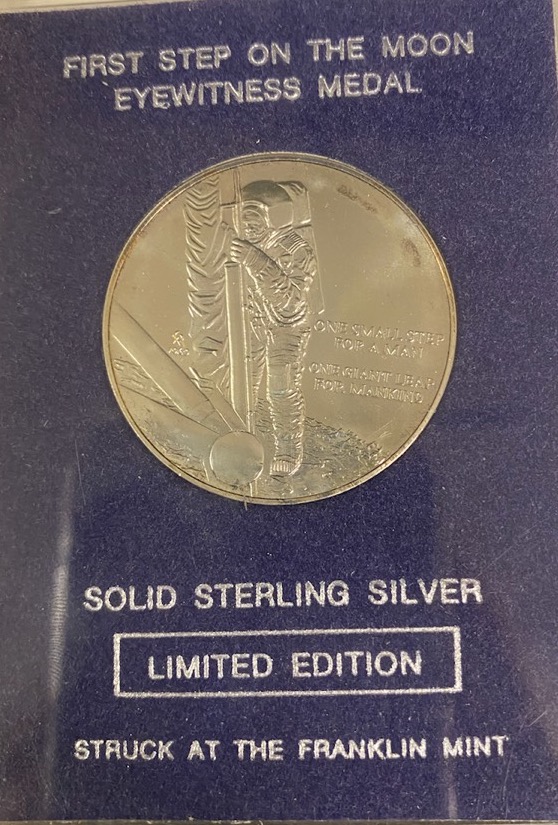 FIRST STEP ON THE MOON
EYEWITNESS MEDAL
ONE SMALL STEP
FOR A MAN
ONE GIANT LEAP
FOR MANKIND
SOLID STERLING SILVER
LIMITED EDITION
STRUCK AT THE FRANKLIN MINT